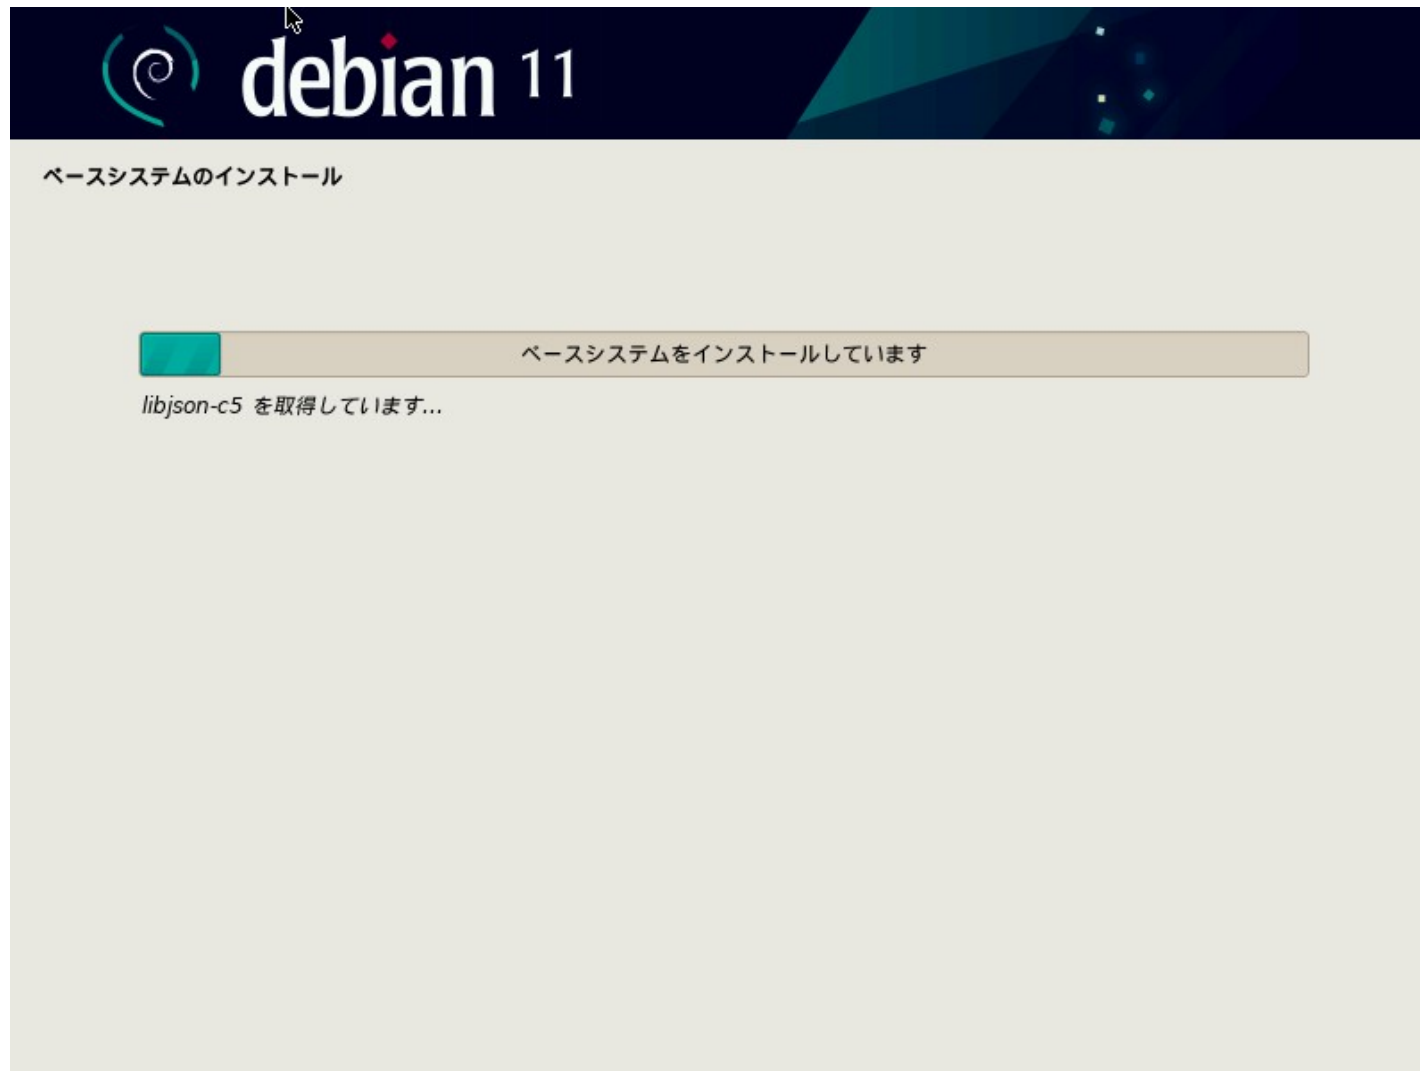 debian 11
ベースシステムのインストール
ベースシステムをインストールしています
libjson-c5 を取得しています...